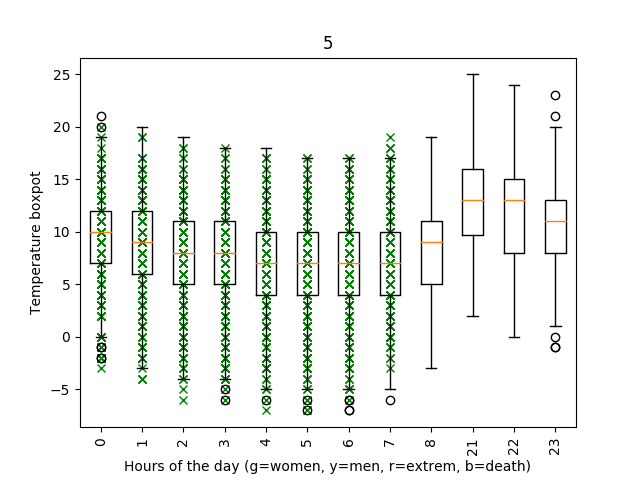 5
25
20
15
10
5
0
−5
Temperature boxpot
0 1 2 3 4 5 6 7 8 21 22 23
Hours of the day (g=women, y=men, r=extrem, b=death)